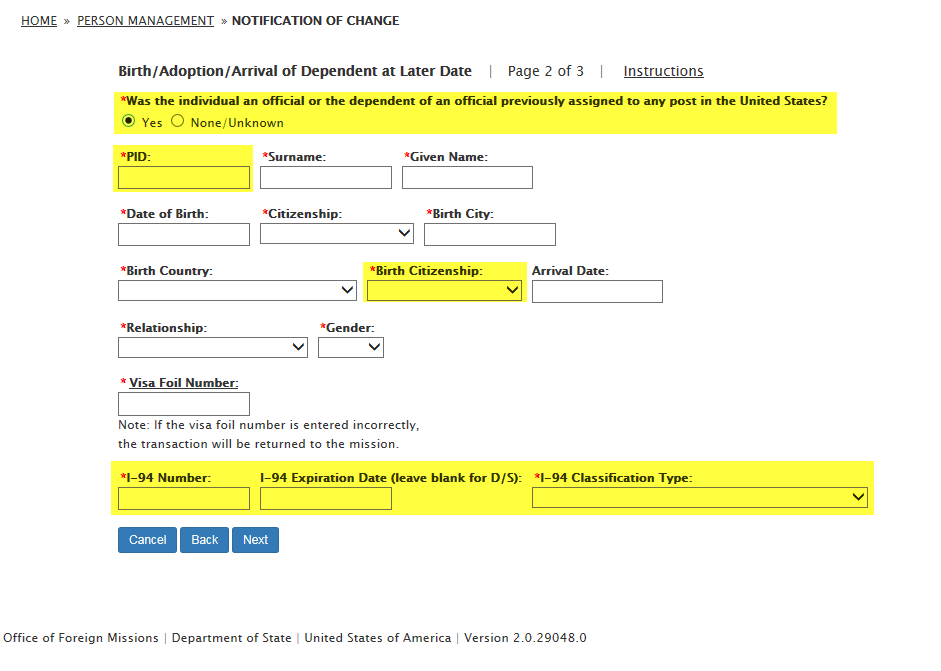 HOME » PERSON MANAGEMENT » NOTIFICATION OF CHANGE
Birth/Adoption/Arrival of Dependent at Later Date | Page 2 of 3 | Instructions
*Was the individual an official or the dependent of an official previously assigned to any post in the United States?
Yes None/Unknown
*PID: *Surname: *Given Name:
*Date of Birth: *Citizenship: *Birth City:
*Birth Country: *Birth Citizenship: Arrival Date:
*Relationship: *Gender:
* Visa Foil Number:
Note: If the visa foil number is entered incorrectly,
the transaction will be returned to the mission.
*I-94 Number: I-94 Expiration Date (leave blank for D/S): *I-94 Classification Type:
Cancel Back Next
Office of Foreign Missions | Department of State | United States of America | Version 2.0.29048.0